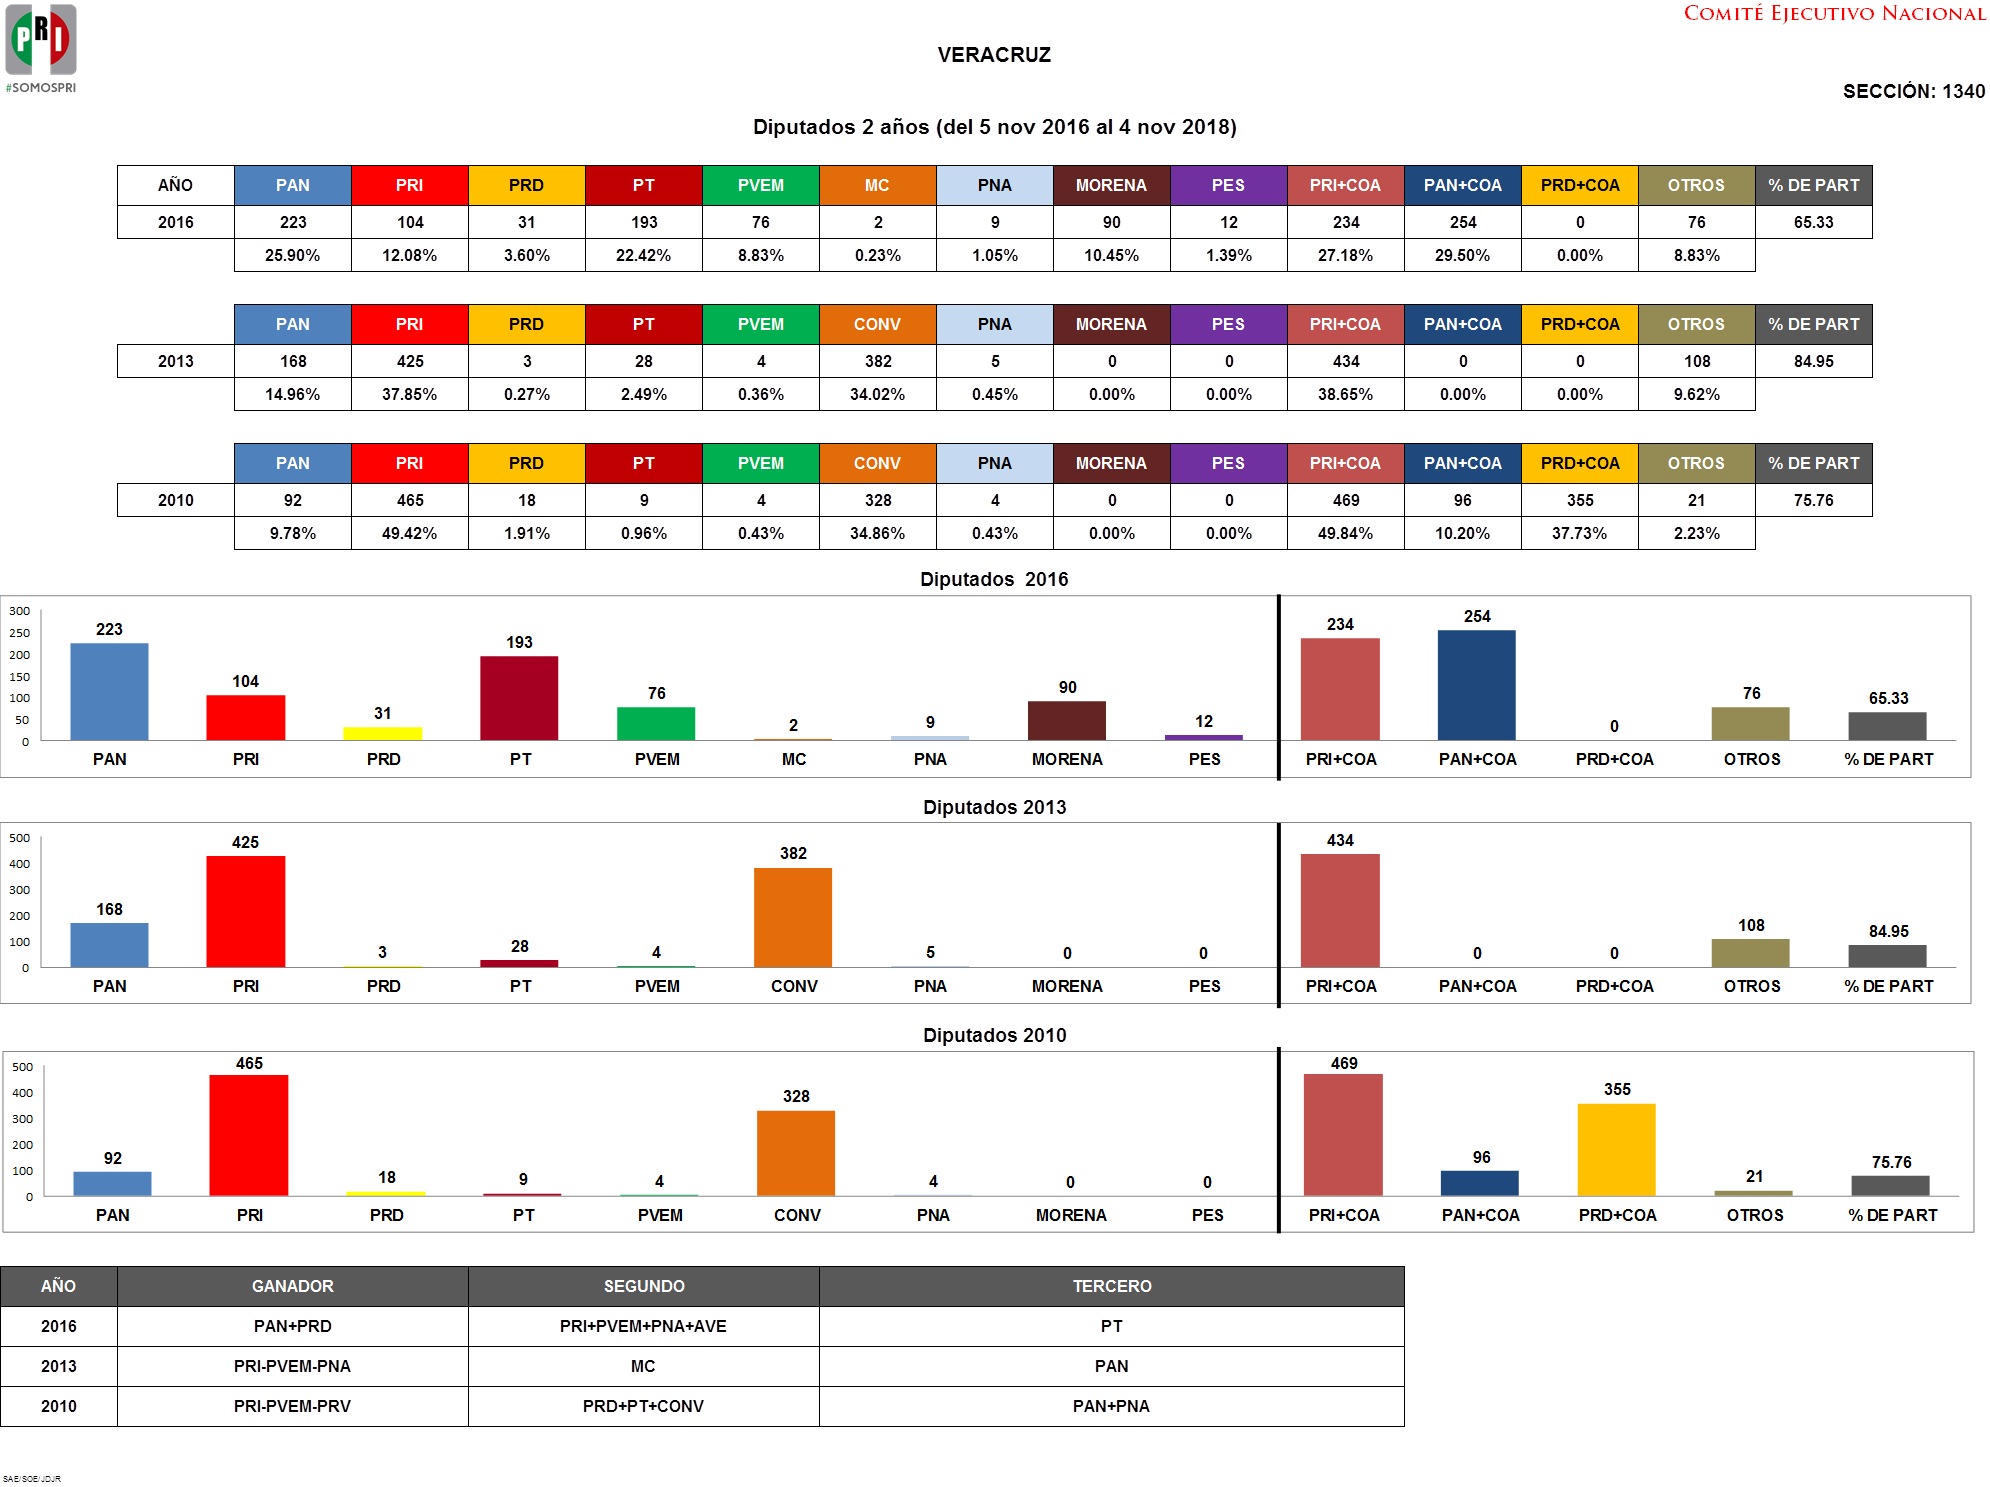 PRI
#SOMOSPRI
COMITÉ EJECUTIVO NACIONAL
VERACRUZ
SECCIÓN: 1340
Diputados 2 años (del 5 nov 2016 al 4 nov 2018)
AÑO PAN PRI PRD PT PVEM MC PNA MORENA PES PRI+COA PAN+COA PRD+COA OTROS % DE PART
2016 223 104 31 193 76 2 9 90 12 234 254 0 76 65.33
25.90% 12.08% 3.60% 22.42% 8.83% 0.23% 1.05% 10.45% 1.39% 27.18% 29.50% 0.00% 8.83%
PAN PRI PRD PT PVEM CONV PNA MORENA PES PRI+COA PAN+COA PRD+COA OTROS % DE PART
2013 168 425 3 28 4 382 5 0 0 434 0 0 108 84.95
14.96% 37.85% 0.27% 2.49% 0.36% 34.02% 0.45% 0.00% 0.00% 38.65% 0.00% 0.00% 9.62%
PAN PRI PRD PT PVEM CONV PNA MORENA PES PRI+COA PAN+COA PRD+COA OTROS % DE PART
2010 92 465 18 9 4 328 4 0 0 469 96 355 21 75.76
9.78% 49.42% 1.91% 0.96% 0.43% 34.86% 0.43% 0.00% 0.00% 49.84% 10.20% 37.73% 2.23%
Diputados 2016
300
250
200
150
100
50
0
223 104 31 193 76 2 9 90 12 234 254 0 76 65.33
PAN PRI PRD PT PVEM MC PNA MORENA PES PRI+COA PAN+COA PRD+COA OTROS % DE PART
Diputados 2013
500
400
300
200
100
0
168 425 3 28 4 382 5 0 0 434 0 0 108 84.95
PAN PRI PRD PT PVEM CONV PNA MORENA PES PRI+COA PAN+COA PRD+COA OTROS % DE PART
Diputados 2010
500
400
300
200
100
0
92 465 18 9 4 328 4 0 0 469 96 355 21 75.76
PAN PRI PRD PT PVEM CONV PNA MORENA PES PRI+COA PAN+COA PRD+COA OTROS % DE PART
AÑO GANADOR SEGUNDO TERCERO
2016 PAN+PRD PRI+PVEM+PNA+AVE PT
2013 PRI-PVEM-PNA MC PAN
2010 PRI-PVEM-PRV PRD+PT+CONV PAN+PNA
SAE/SOE/JDJR